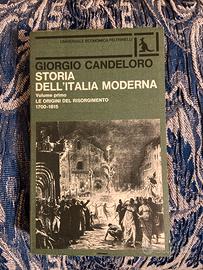 UNIVERSALE ECONOMICA FELTRINELLI
GIORGIO CANDELORO
STORIA
DELL'ITALIA MODERNA
Volume primo
LE ORIGINI DEL RISORGIMENTO
1700-1815